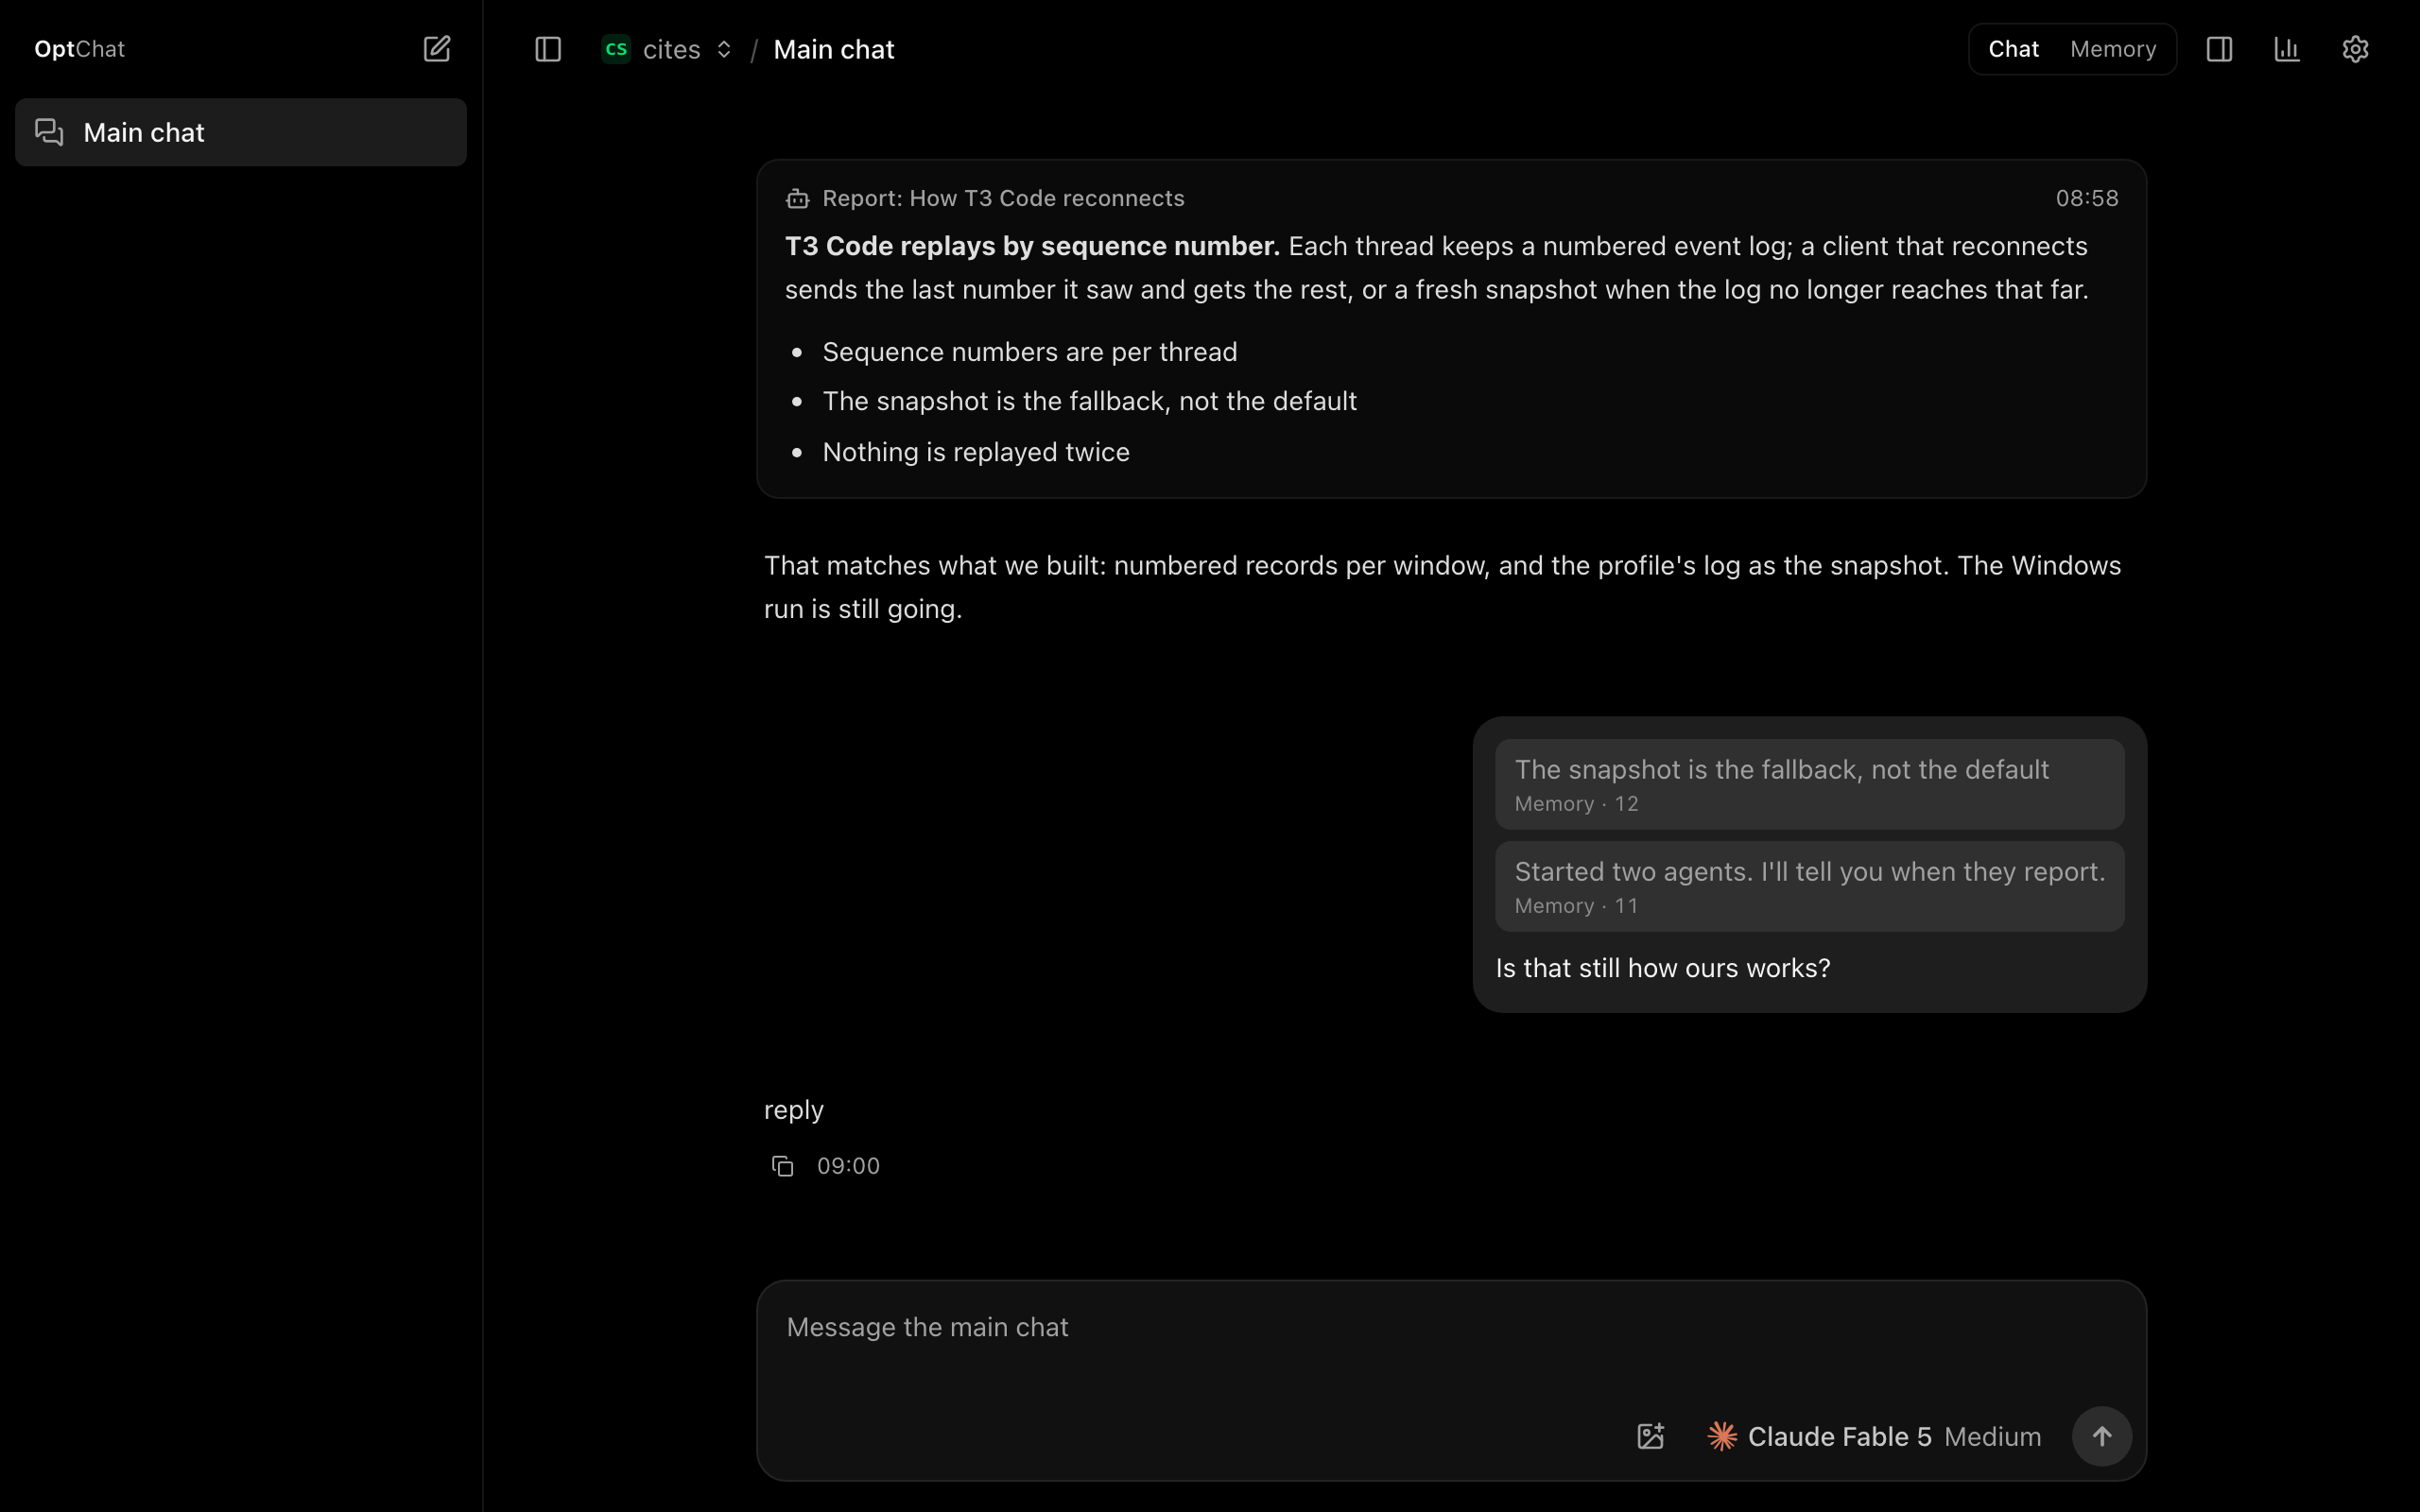 OptChat
Main chat
CS cites / Main chat
Chat Memory
Report: How T3 Code reconnects 08:58
T3 Code replays by sequence number. Each thread keeps a numbered event log; a client that reconnects
sends the last number it saw and gets the rest, or a fresh snapshot when the log no longer reaches that far.
• Sequence numbers are per thread
• The snapshot is the fallback, not the default
• Nothing is replayed twice
That matches what we built: numbered records per window, and the profile's log as the snapshot. The Windows
run is still going.
The snapshot is the fallback, not the default
Memory · 12
Started two agents. I'll tell you when they report.
Memory · 11
Is that still how ours works?
reply
09:00
Message the main chat
Claude Fable 5 Medium